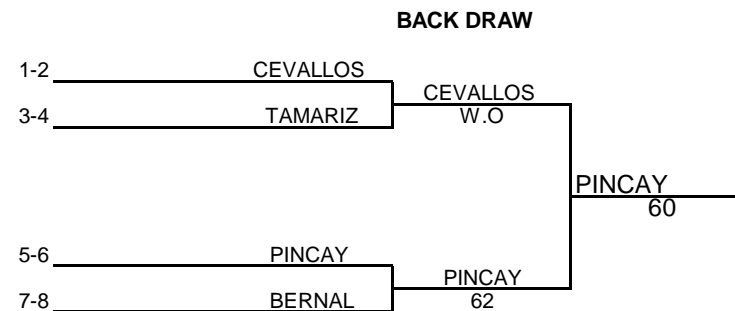 BACK DRAW
1-2 CEVALLOS
CEVALLOS
3-4 TAMARIZ
W.O
PINCAY
60
5-6 PINCAY
PINCAY
7-8 BERNAL
62